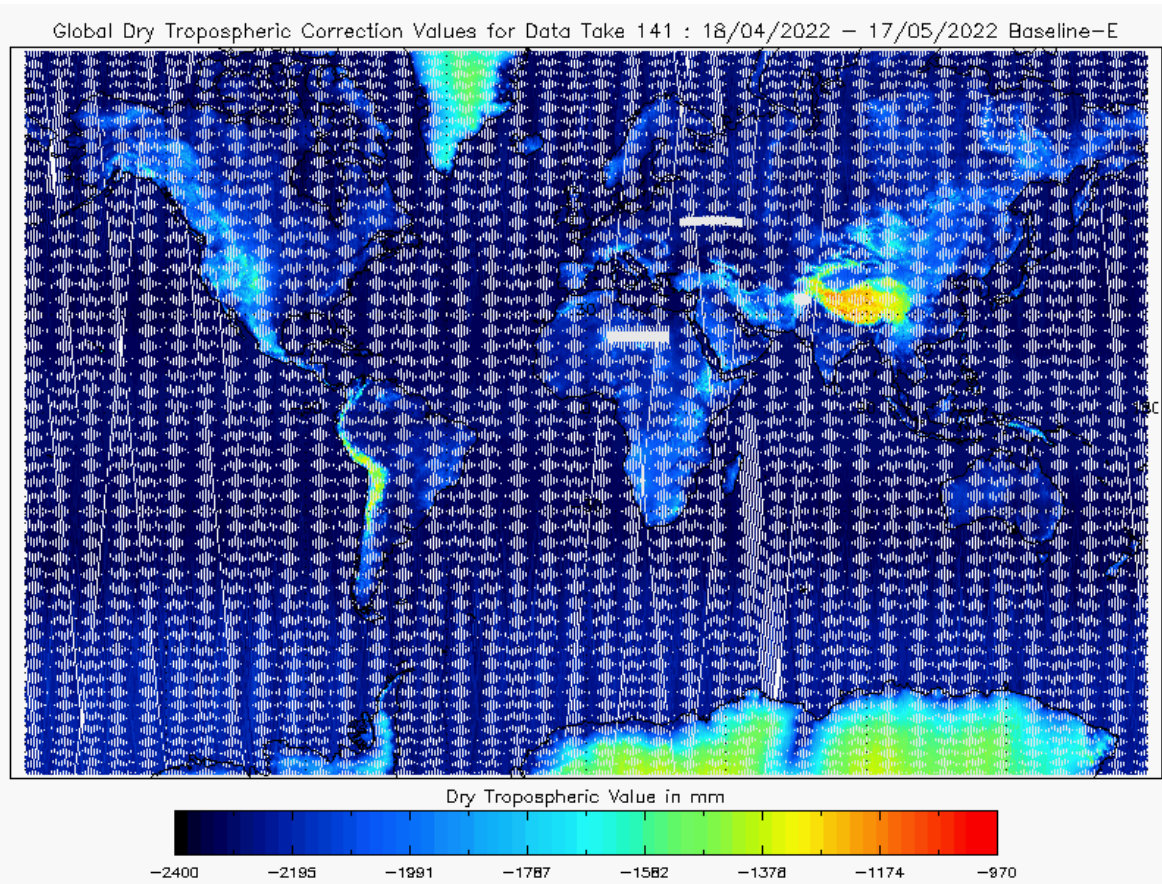 Global Dry Tropospheric Correction Values for Data Take 141 : 18/04/2022 – 17/05/2022 Baseline-E
Dry Tropospheric Value in mm
-2400 -2195 -1991 -1787 -1582 -1378 -1174 -970